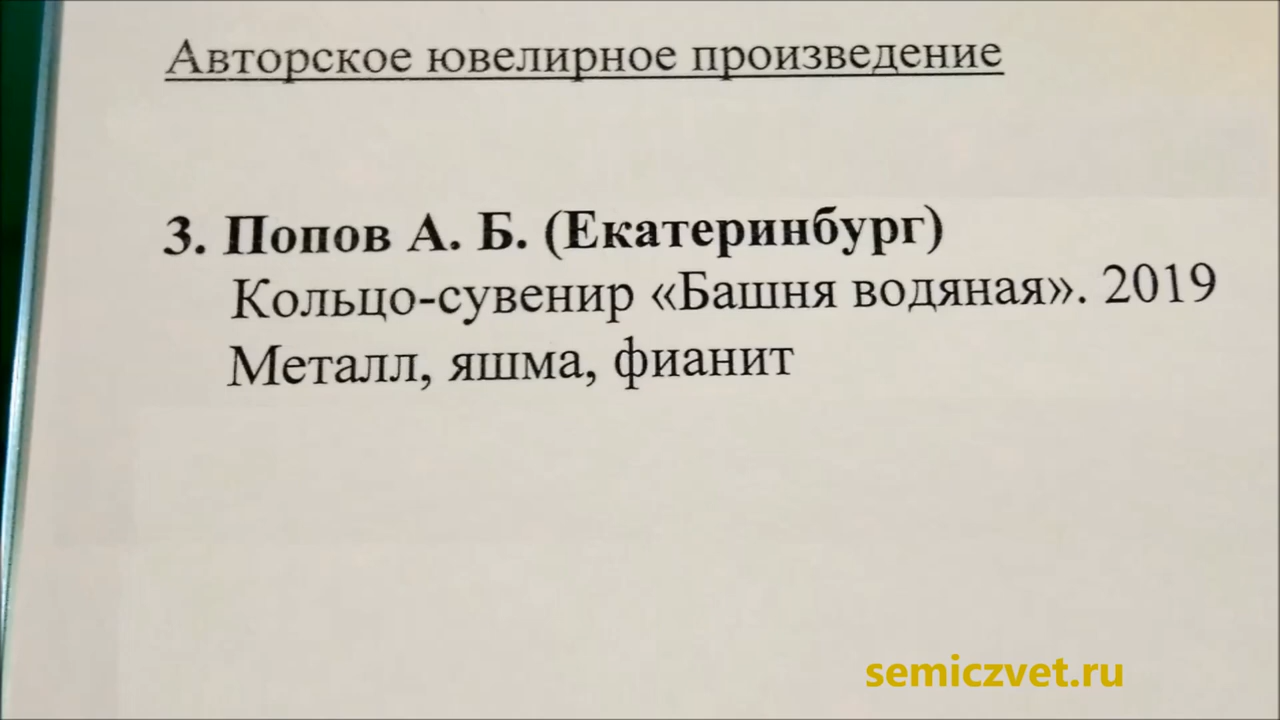 Авторское ювелирное произведение
3. Попов А. Б. (Екатеринбург)
Кольцо-сувенир «Башня водяная». 2019
Металл, яшма, фианит
semiczvet.ru